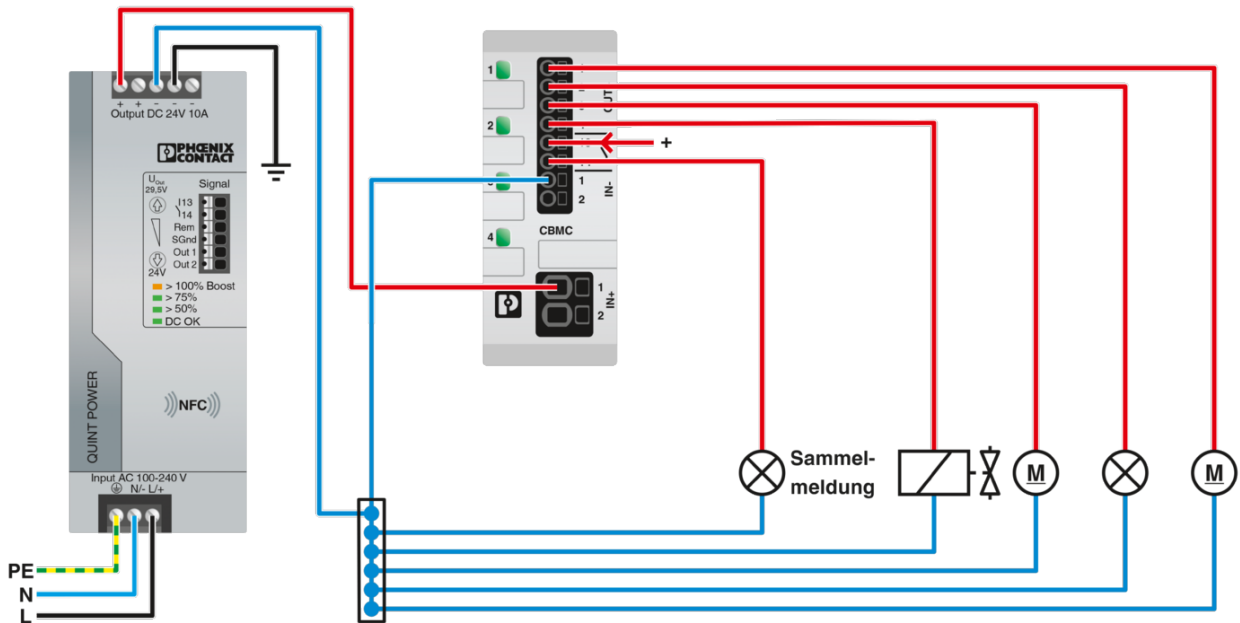 + + - - -
Output DC 24V 10A
PHŒNIX
CONTACT
U Out
29,5V
Signal
13
14
Rem
SGnd
Out 1
24V
Out 2
> 100% Boost
> 75%
> 50%
DC OK
QUINT POWER
NFC
Input AC 100-240 V
N/- L/+
PE
N
L
1
2
4
OUT
+
1
2
IN-
CBMC
1
2
IN+
Sammel-
meldung
M
M